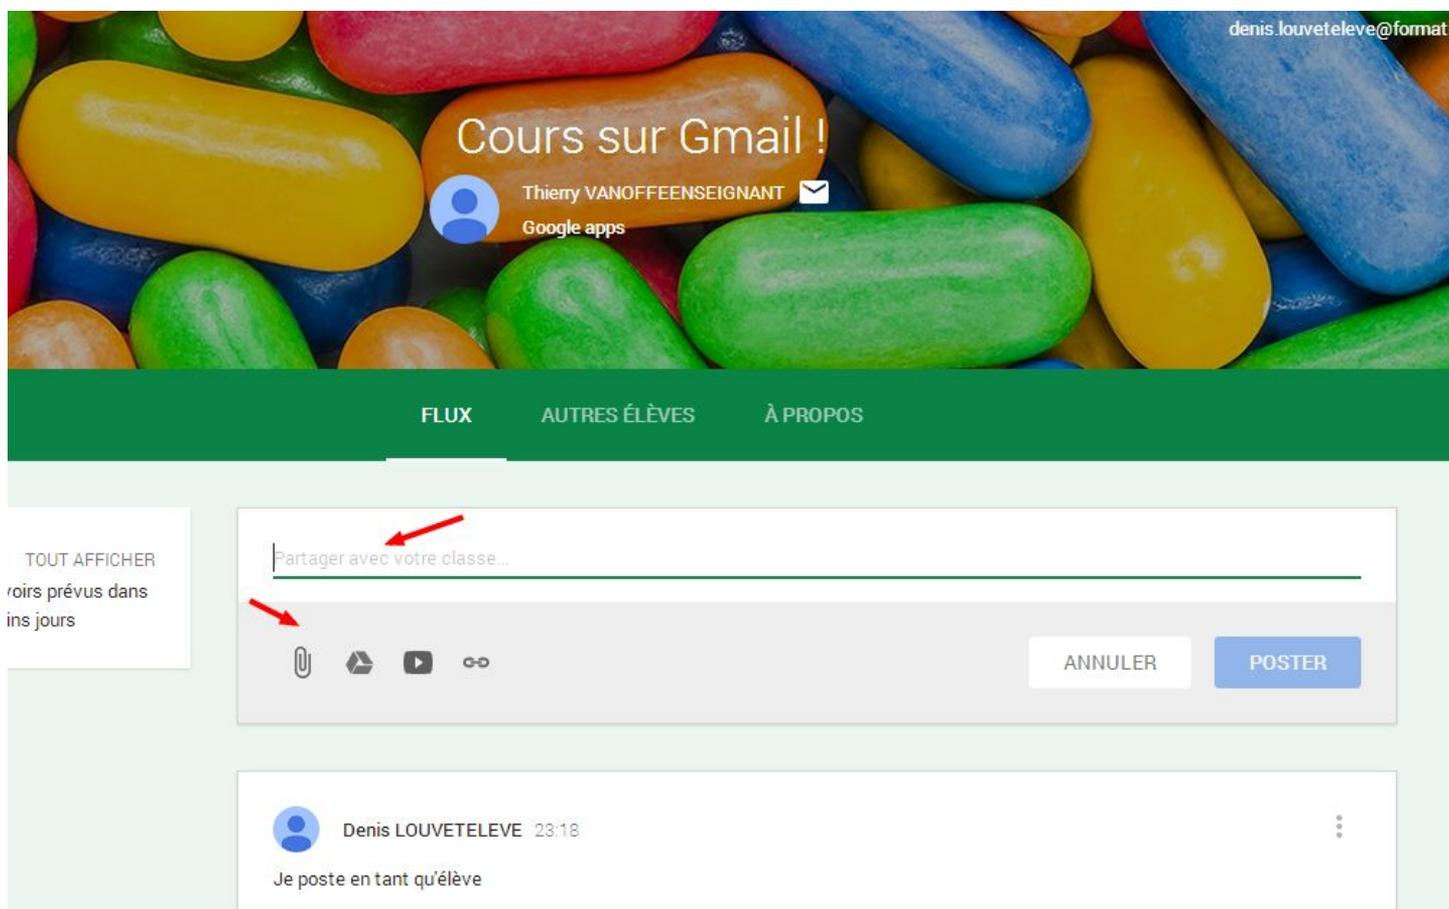 denis.louveteleve@format
Cours sur Gmail !
Thierry VANOFFEENSEIGNANT
Google apps
FLUX AUTRES ÉLÈVES À PROPOS
TOUT AFFICHER
voirs prévus dans
ins jours
Partager avec votre classe...
ANNULER POSTER
Denis LOUVETELEVE 23:18
Je poste en tant qu'élève